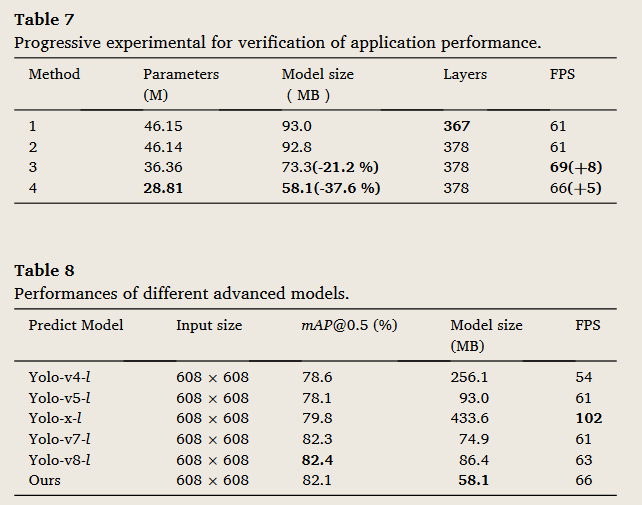 Table 7
Progressive experimental for verification of application performance.
Method Parameters (M) Model size ( MB ) Layers FPS
1 46.15 93.0 367 61
2 46.14 92.8 378 61
3 36.36 73.3(-21.2 %) 378 69(+8)
4 28.81 58.1(-37.6 %) 378 66(+5)
Table 8
Performances of different advanced models.
Predict Model Input size mAP@0.5 (%) Model size (MB) FPS
Yolo-v4-l 608 × 608 78.6 256.1 54
Yolo-v5-l 608 × 608 78.1 93.0 61
Yolo-x-l 608 × 608 79.8 433.6 102
Yolo-v7-l 608 × 608 82.3 74.9 61
Yolo-v8-l 608 × 608 82.4 86.4 63
Ours 608 × 608 82.1 58.1 66